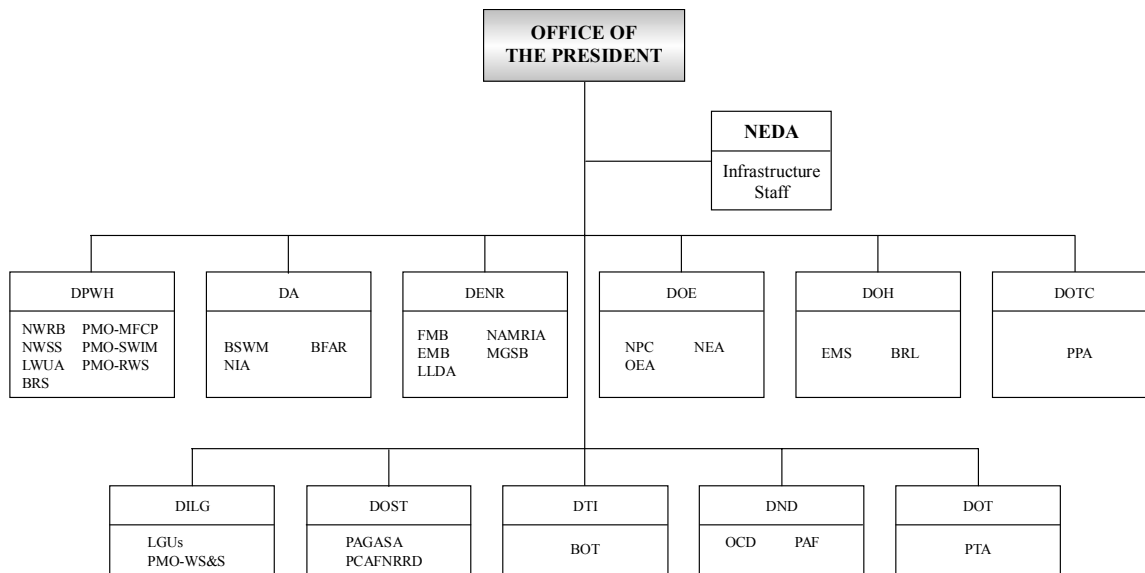 OFFICE OF
THE PRESIDENT
NEDA
Infrastructure
Staff
DPWH
NWRB PMO-MFCP
NWSS PMO-SWIM
LWUA PMO-RWS
BRS
DA
BSWM BFAR
NIA
DENR
FMB NAMRIA
EMB MGSB
LLDA
DOE
NPC NEA
OEA
DOH
EMS BRL
DOTC
PPA
DILG
LGUs
PMO-WS&S
DOST
PAGASA
PCAFNRRD
DTI
BOT
DND
OCD PAF
DOT
PTA